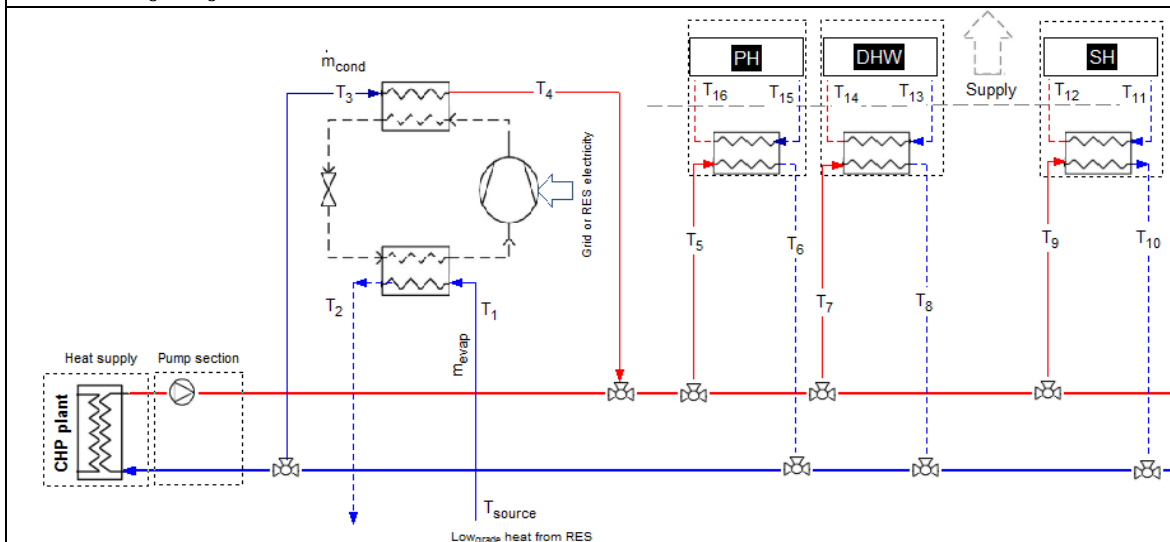 ṁcond
T3
T4
PH
DHW
SH
T16
T15
T14
T13
Supply
T12
T11
Grid or RES electricity
T5
T6
T7
T8
T9
T10
T2
T1
ṁevap
Heat supply
Pump section
CHP plant
Tsource
Lowgrade heat from RES